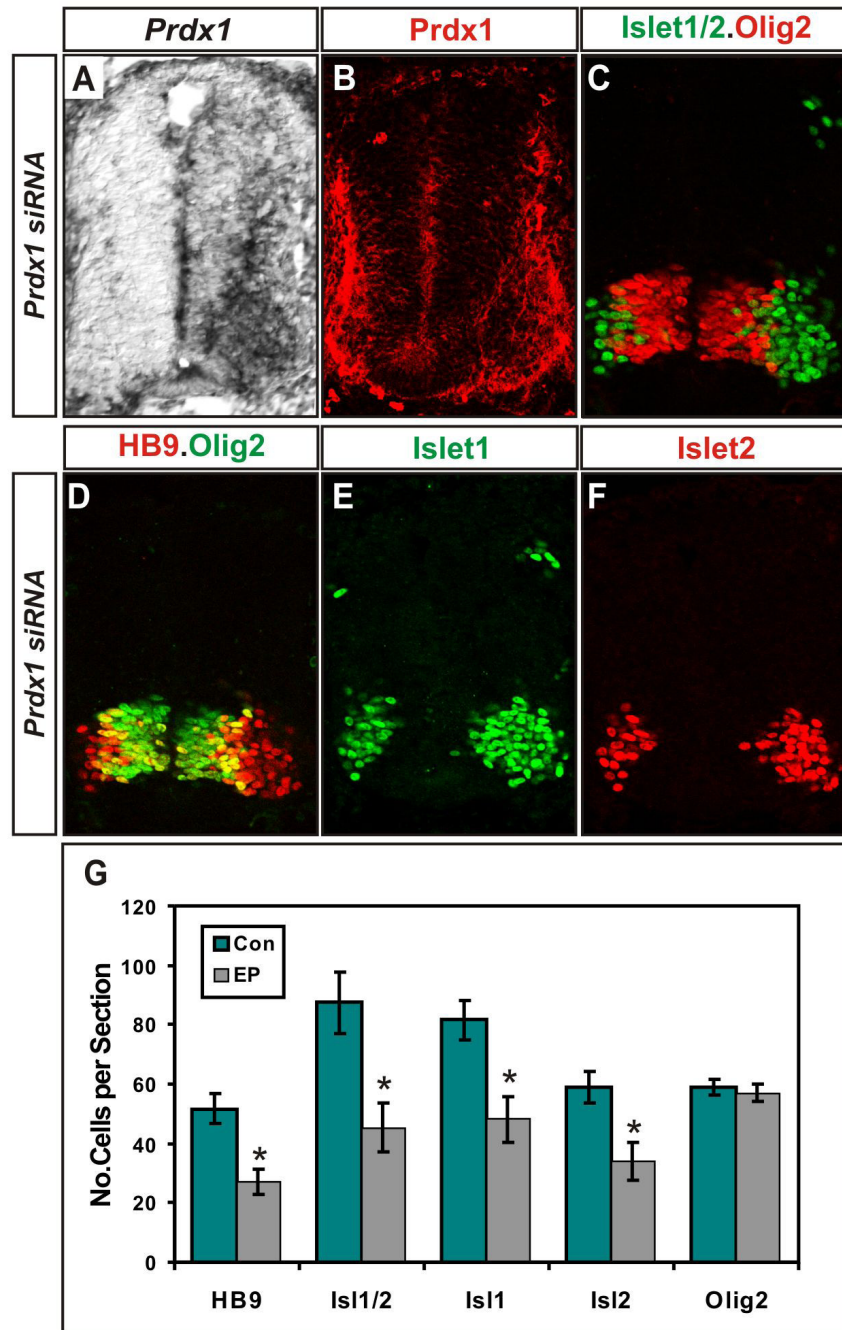 Prdx1 Prdx1 Islet1/2.Olig2
Prdx1 siRNA
A B C
HB9.Olig2 Islet1 Islet2
Prdx1 siRNA
D E F
G
120
100
80
60
40
20
0
No.Cells per Section
Con
EP
* * * *
HB9 Isl1/2 Isl1 Isl2 Olig2